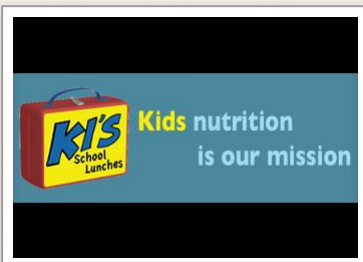 KI'S
School
Lunches
Kids nutrition
is our mission